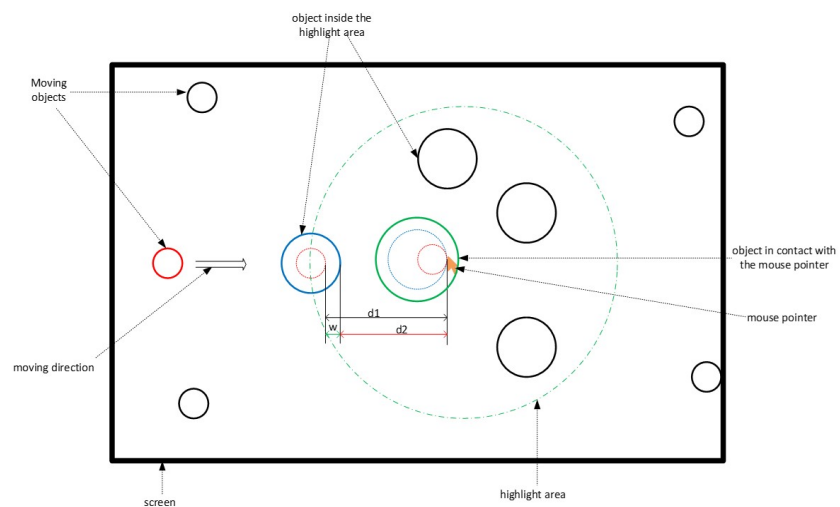 object inside the
highlight area
Moving
objects
object in contact with
the mouse pointer
d1
w
d2
mouse pointer
moving direction
highlight area
screen